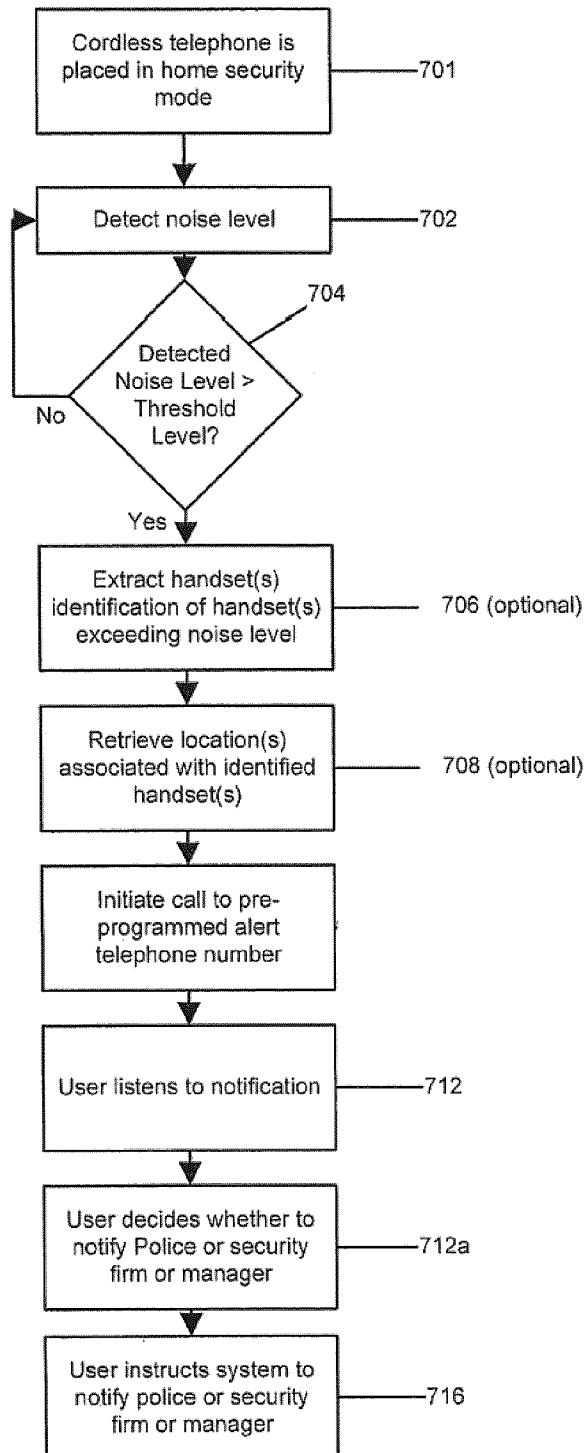 Cordless telephone is
placed in home security
mode
701
Detect noise level
702
704
Detected
Noise Level >
Threshold
Level?
No
Yes
Extract handset(s)
identification of handset(s)
exceeding noise level
706 (optional)
Retrieve location(s)
associated with identified
handset(s)
708 (optional)
Initiate call to pre-
programmed alert
telephone number
User listens to notification
712
User decides whether to
notify Police or security
firm or manager
712a
User instructs system to
notify police or security
firm or manager
716